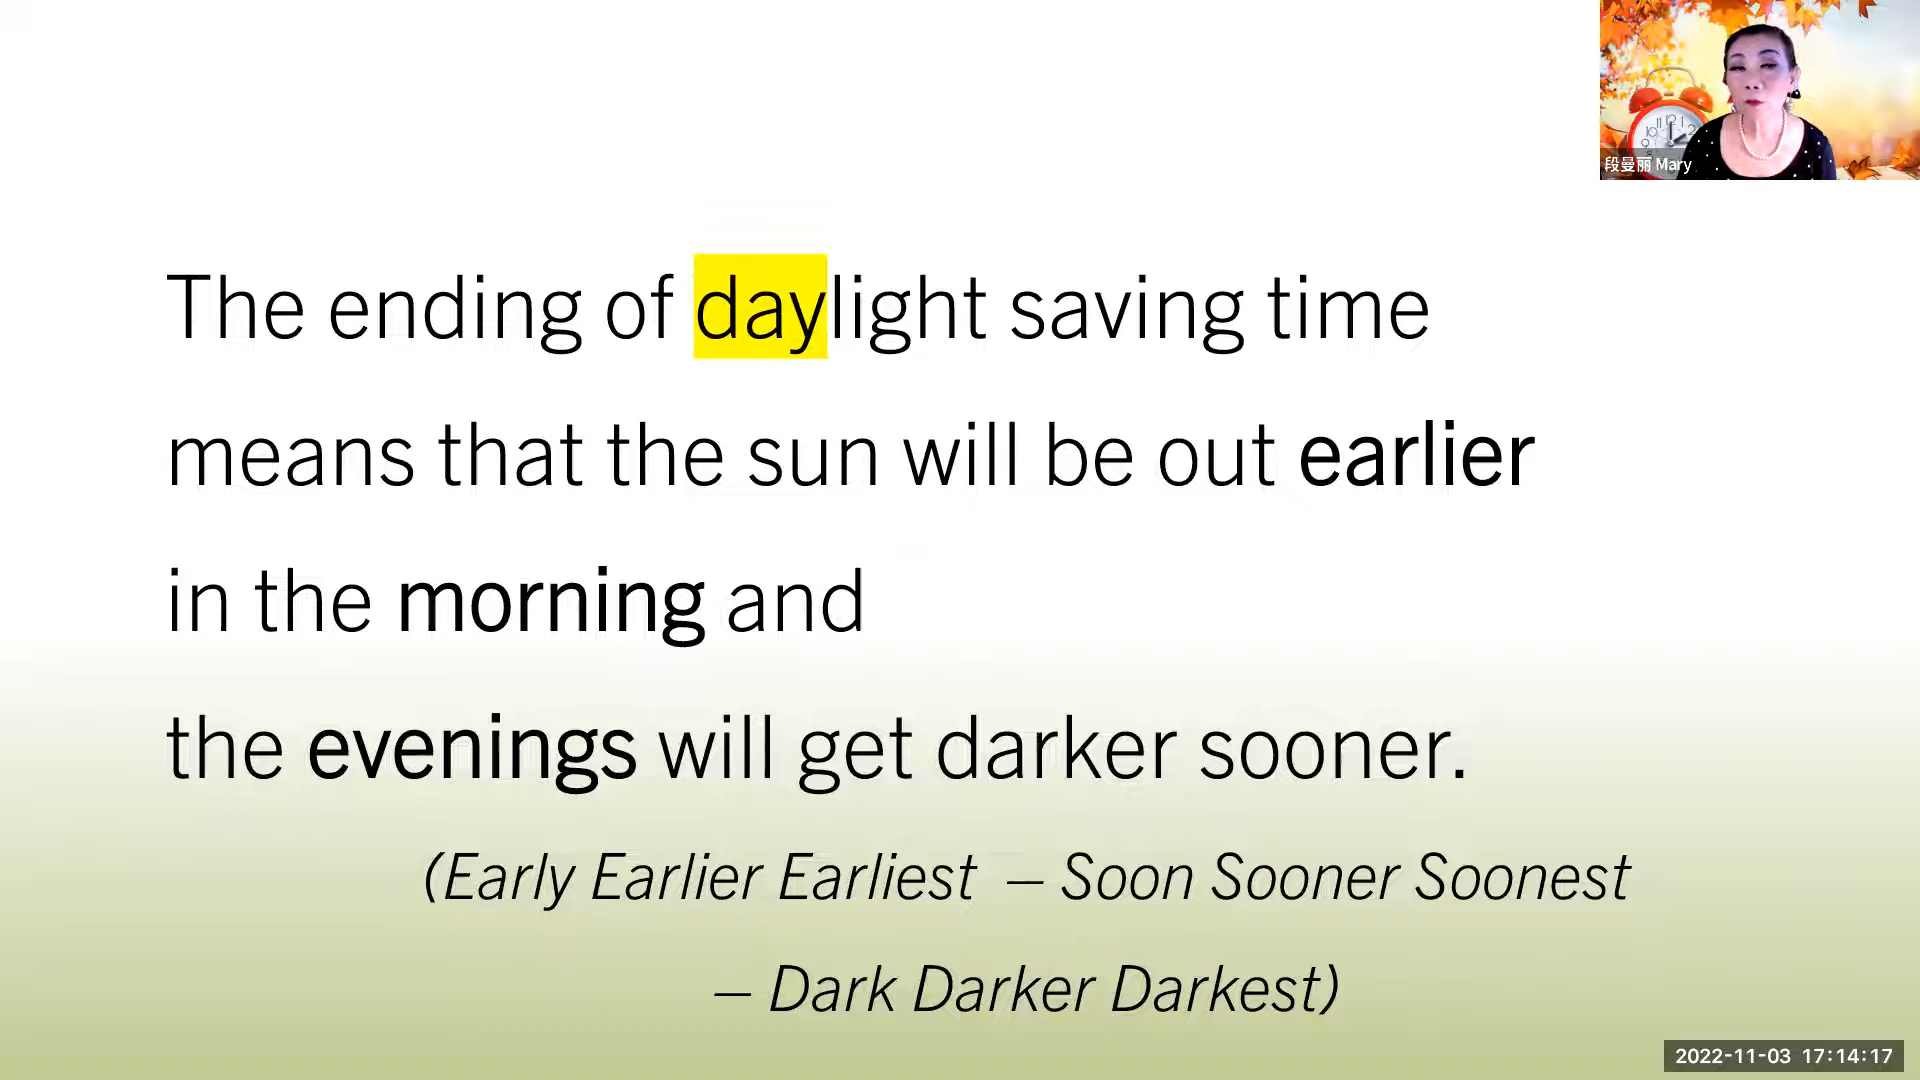 段曼丽 Mary
The ending of daylight saving time
means that the sun will be out earlier
in the morning and
the evenings will get darker sooner.
(Early Earlier Earliest – Soon Sooner Soonest
– Dark Darker Darkest)
2022-11-03 17:14:17